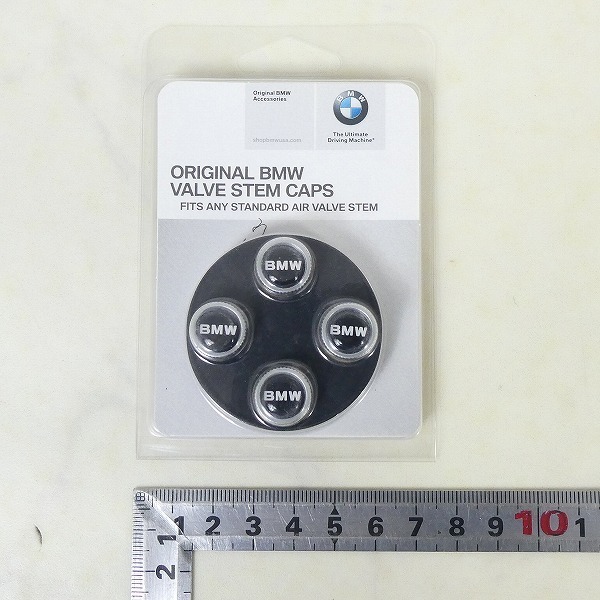 Original BMW
Accessories
shopbmwusa.com
BMW
The Ultimate
Driving Machine®
ORIGINAL BMW
VALVE STEM CAPS
FITS ANY STANDARD AIR VALVE STEM
BMW
BMW
BMW
BMW
1 2 3 4 5 6 7 8 9 10 1
1
2